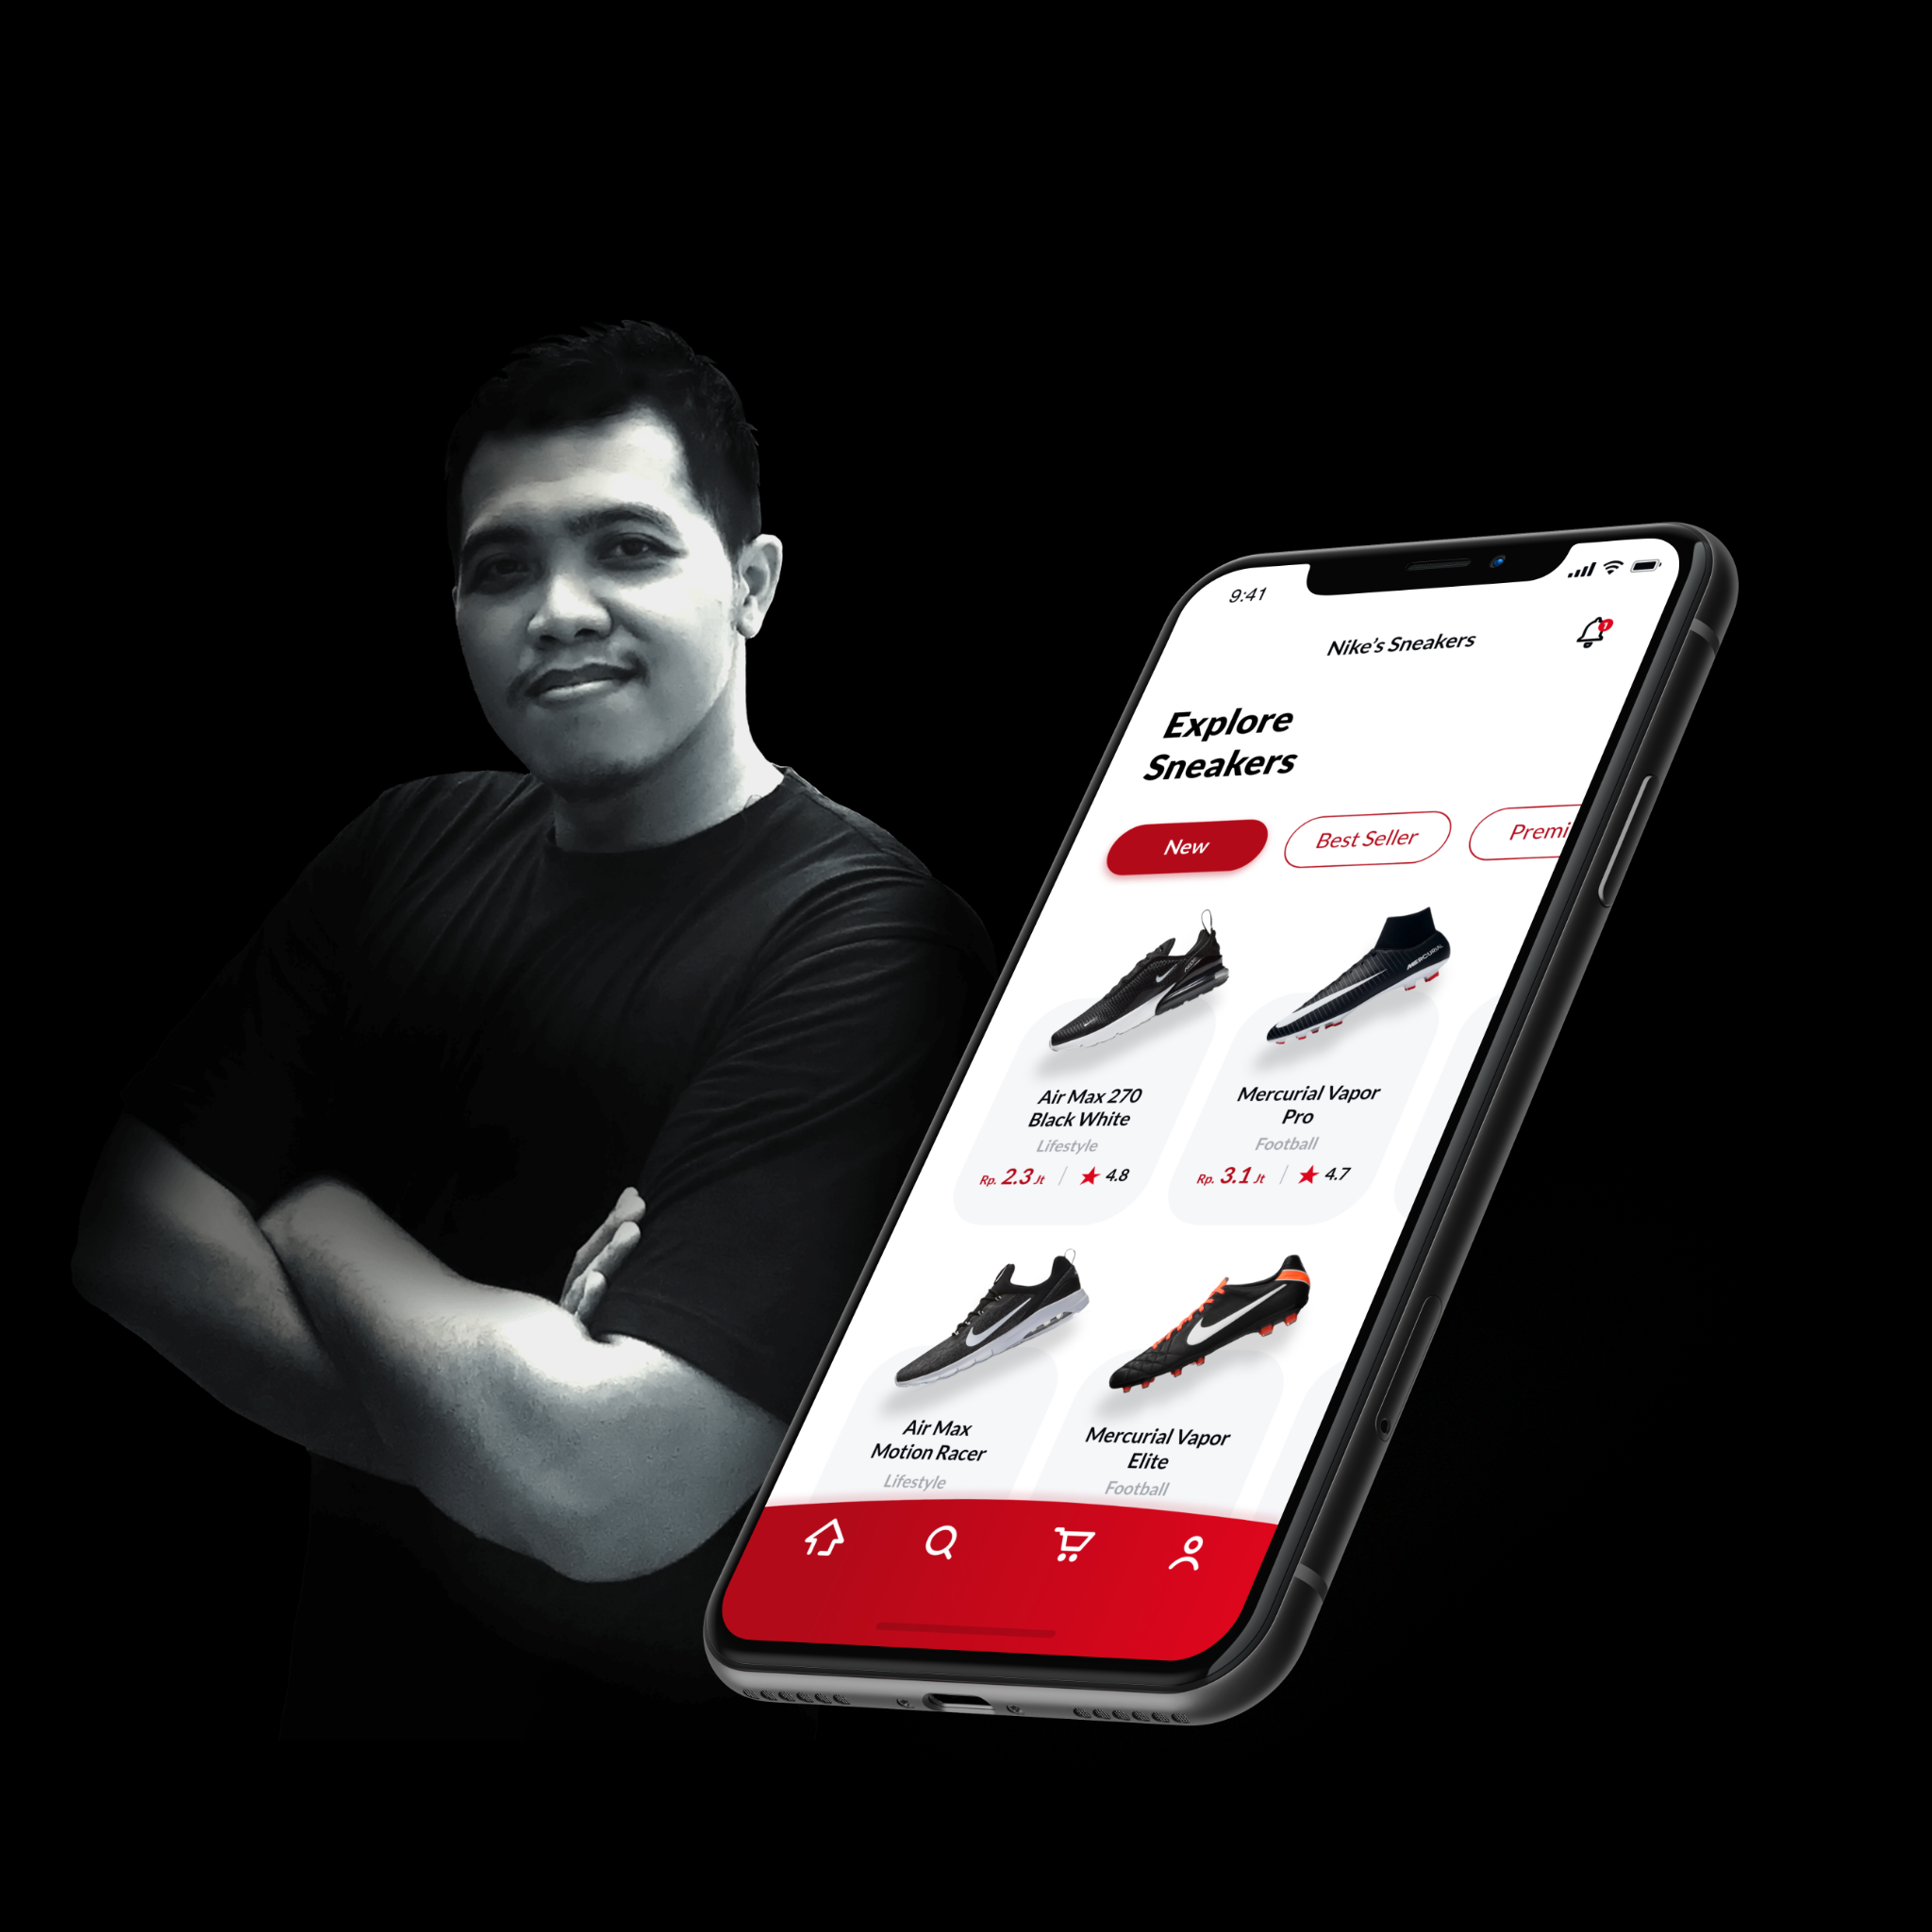 9:41
Nike's Sneakers
1
Explore
Sneakers
New
Best Seller
Premi
MERCURIAL
Air Max 270
Black White
Lifestyle
Rp. 2.3 Jt
4.8
Mercurial Vapor
Pro
Football
Rp. 3.1 Jt
4.7
Air Max
Motion Racer
Lifestyle
Mercurial Vapor
Elite
Football